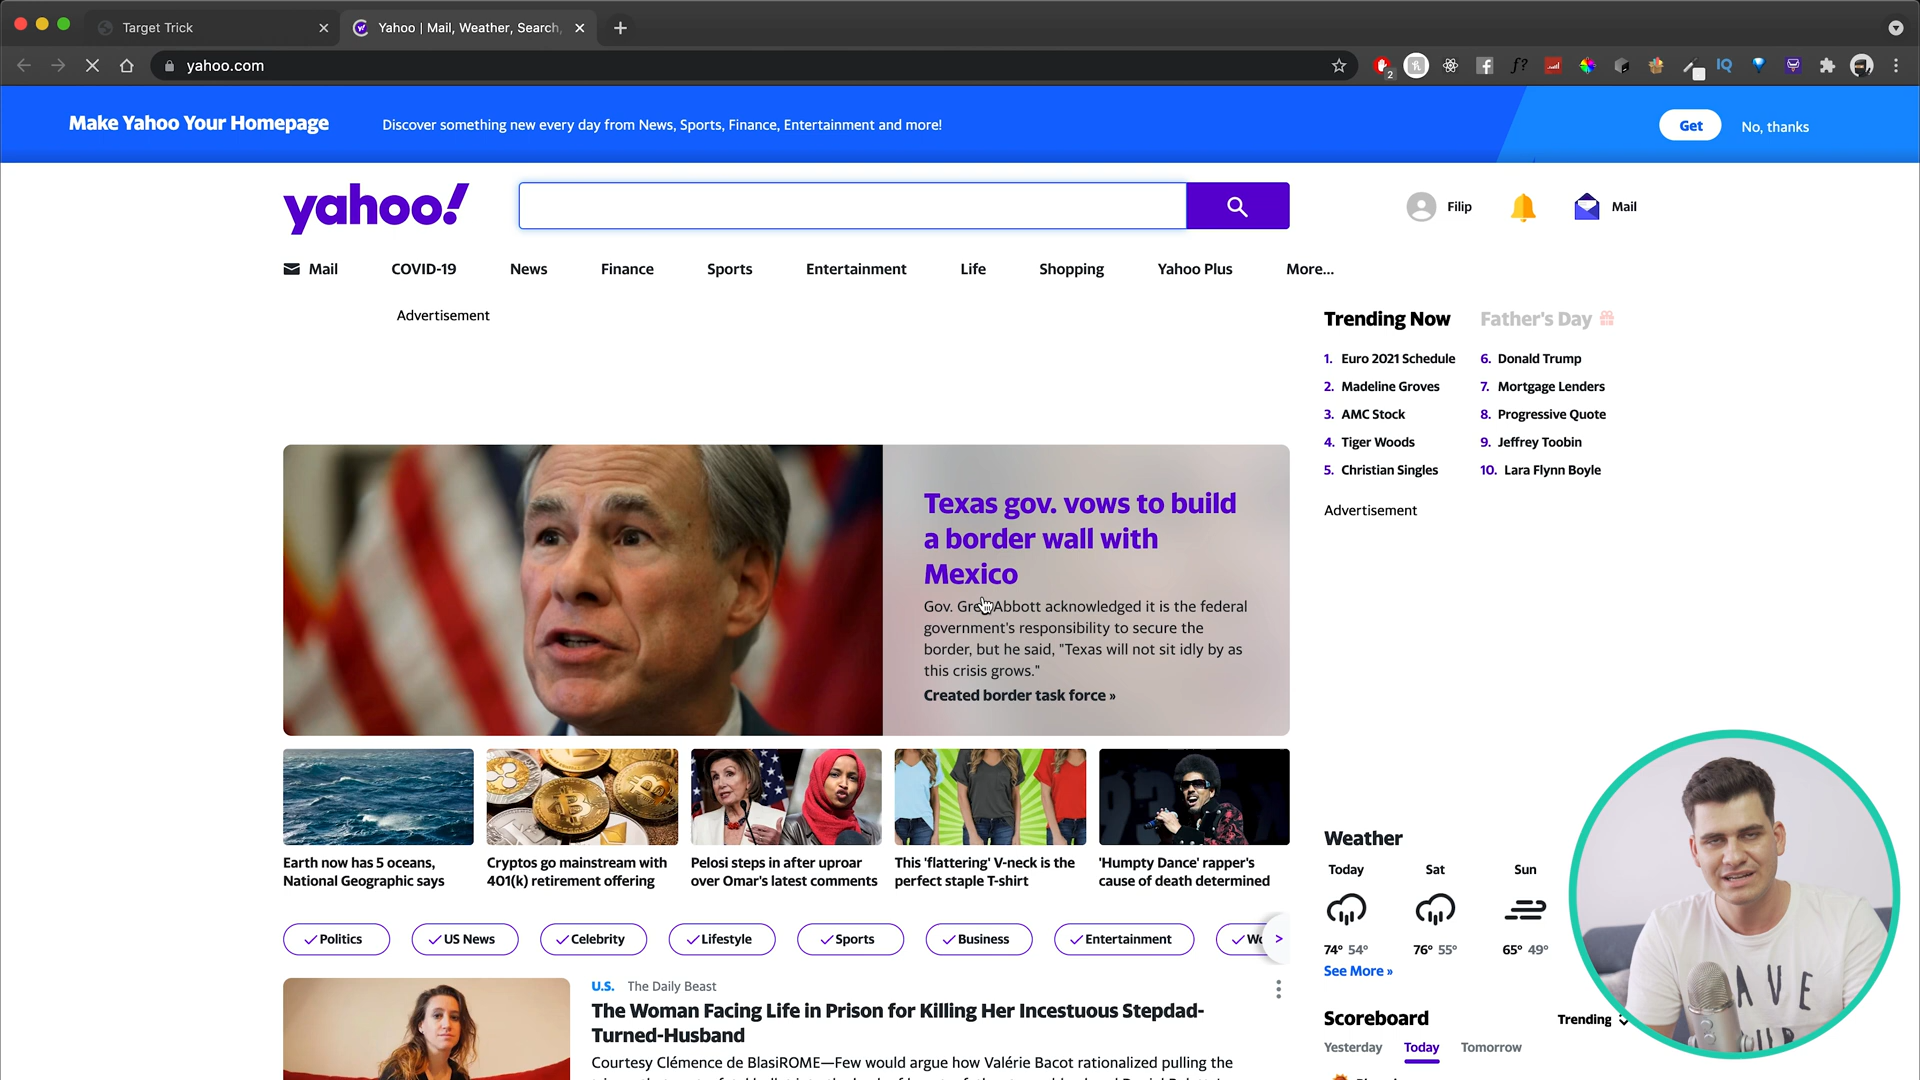 Target Trick
Yahoo | Mail, Weather, Search,
yahoo.com
2
f?
IQ
Make Yahoo Your Homepage
Discover something new every day from News, Sports, Finance, Entertainment and more!
Get
No, thanks
yahoo!
Filip
Mail
Mail
COVID-19
News
Finance
Sports
Entertainment
Life
Shopping
Yahoo Plus
More...
Advertisement
Trending Now
Father's Day
1. Euro 2021 Schedule
2. Madeline Groves
3. AMC Stock
4. Tiger Woods
5. Christian Singles
6. Donald Trump
7. Mortgage Lenders
8. Progressive Quote
9. Jeffrey Toobin
10. Lara Flynn Boyle
Advertisement
Texas gov. vows to build
a border wall with
Mexico
Gov. Gre Abbott acknowledged it is the federal
government's responsibility to secure the
border, but he said, "Texas will not sit idly by as
this crisis grows."
Created border task force »
Earth now has 5 oceans,
National Geographic says
Cryptos go mainstream with
401(k) retirement offering
Pelosi steps in after uproar
over Omar's latest comments
This 'flattering' V-neck is the
perfect staple T-shirt
'Humpty Dance' rapper's
cause of death determined
Politics
US News
Celebrity
Lifestyle
Sports
Business
Entertainment
U.S. The Daily Beast
The Woman Facing Life in Prison for Killing Her Incestuous Stepdad-
Turned-Husband
Courtesy Clémence de BlasiROME—Few would argue how Valérie Bacot rationalized pulling the
Weather
Today
Sat
Sun
74° 54°
76° 55°
65° 49°
See More »
Scoreboard
Trending
Yesterday
Today
Tomorrow
AVE